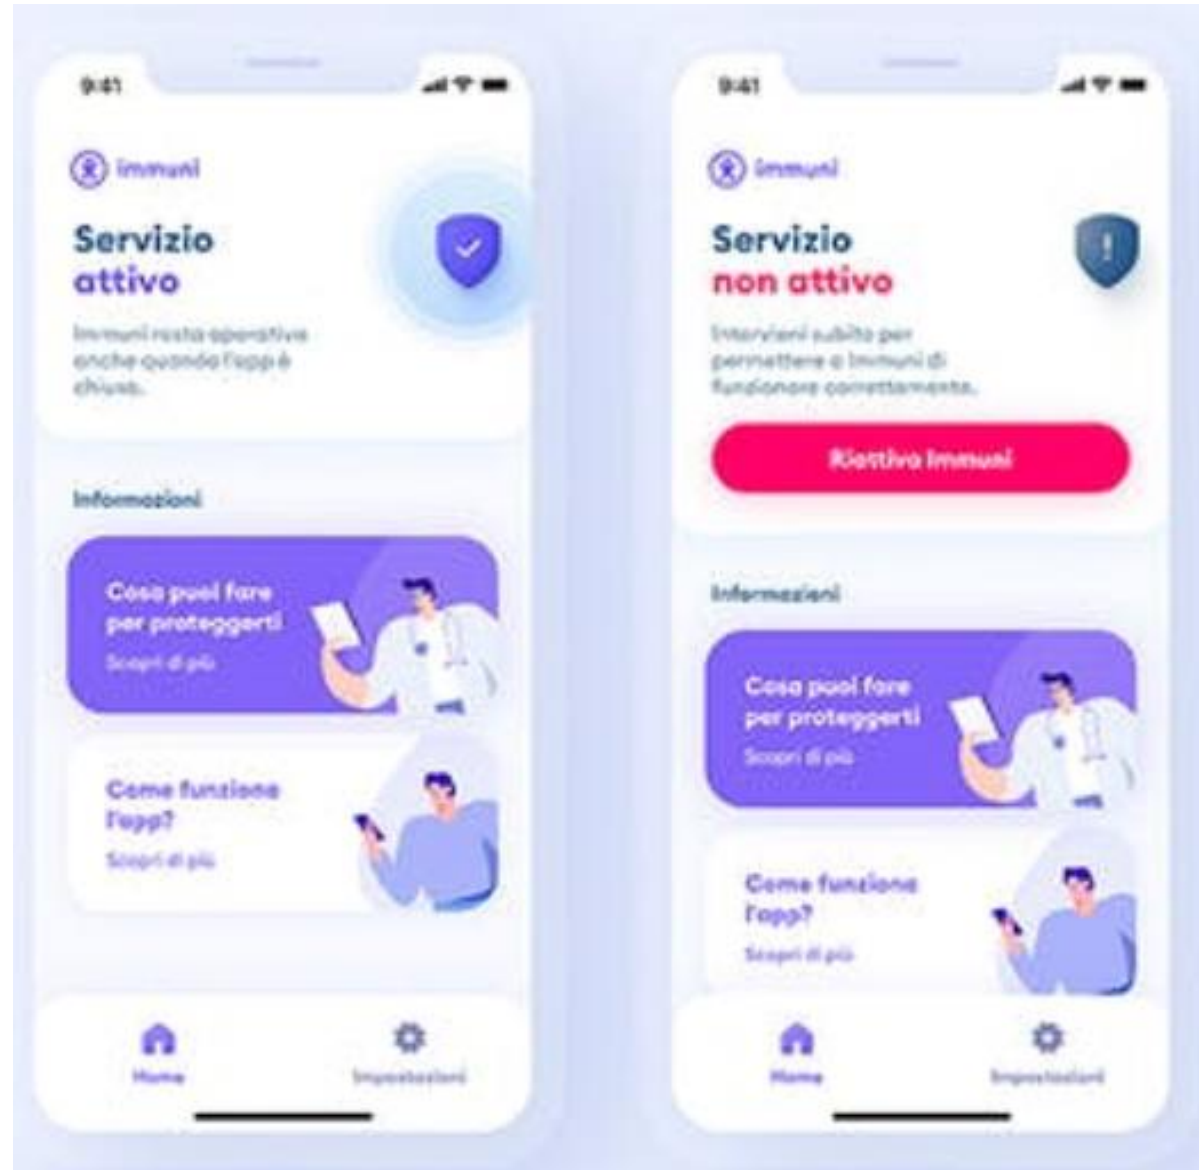 9:41
immuni
Servizio
attivo
Immuni resta operativa
anche quando l'app è
chiusa.
Informazioni
Cosa puoi fare
per proteggerti
Scopri di più
Come funziona
l'app?
Scopri di più
Home
Impostazioni
9:41
immuni
Servizio
non attivo
Intervieni subito per
permettere a Immuni di
funzionare correttamente.
Riattiva Immuni
Informazioni
Cosa puoi fare
per proteggerti
Scopri di più
Come funziona
l'app?
Scopri di più
Home
Impostazioni